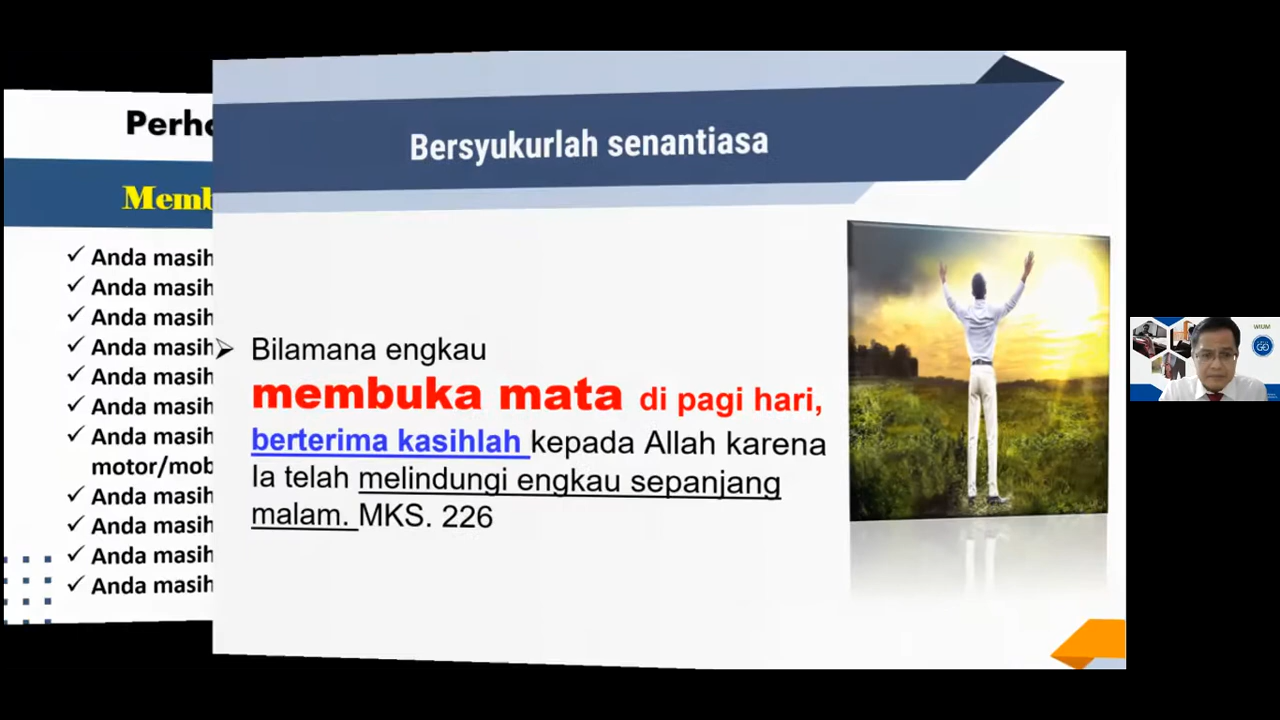 Perh
Memb
Anda masih
Anda masih
Anda masih
Anda masih
Anda masih
Anda masih
Anda masih
motor/mob
Anda masih
Anda masih
Anda masih
Anda masih
Bersyukurlah senantiasa
Bilamana engkau
membuka mata di pagi hari,
berterima kasihlah kepada Allah karena
Ia telah melindungi engkau sepanjang
malam. MKS. 226
WIUM